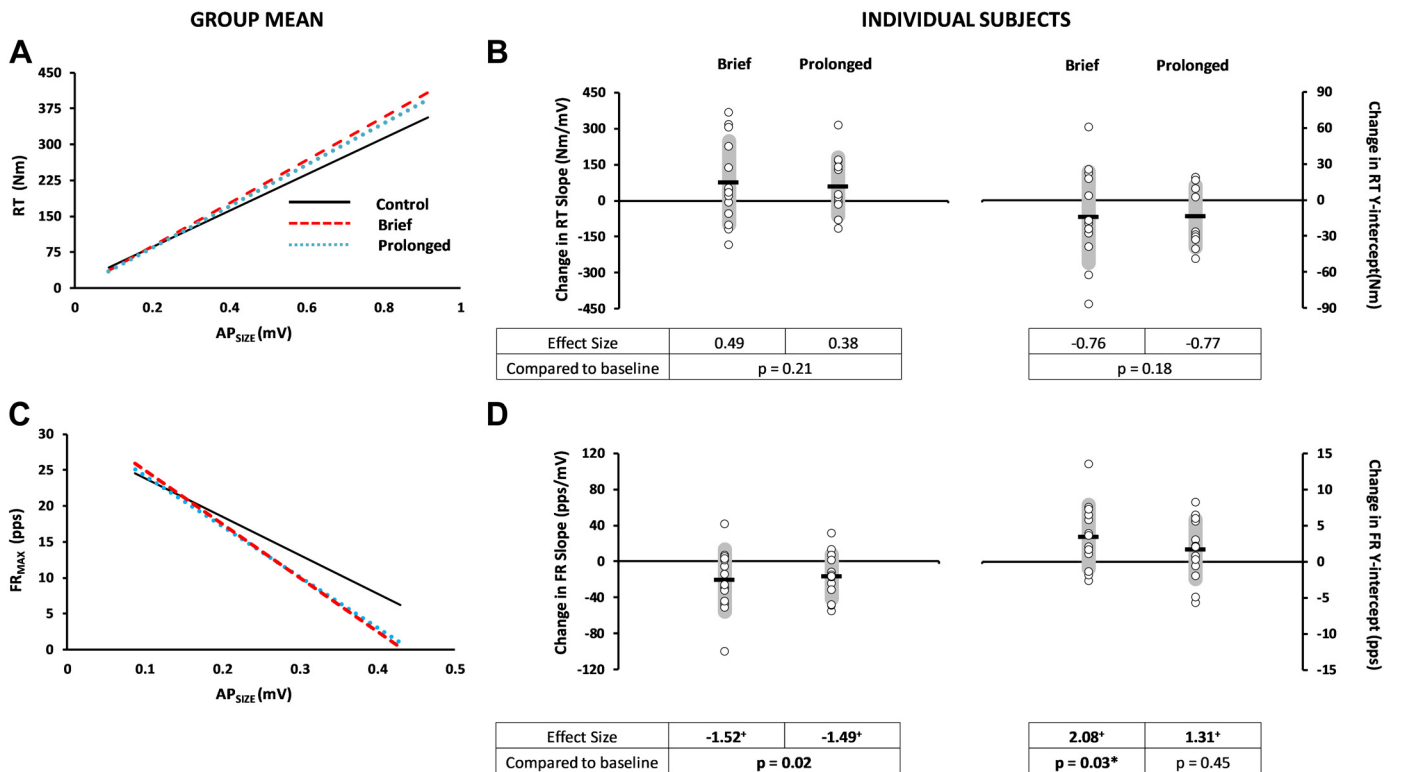 GROUP MEAN
INDIVIDUAL SUBJECTS
A
450
375
300
225
150
75
0
RT (Nm)
0 0.2 0.4 0.6 0.8 1
AP_SIZE (mV)
Control
Brief
Prolonged
B
Brief Prolonged
450
300
150
0
-150
-300
-450
Change in RT Slope (Nm/mV)
Brief Prolonged
90
60
30
0
-30
-60
-90
Change in RT Y-intercept(Nm)
Effect Size 0.49 0.38
Compared to baseline p = 0.21
-0.76 -0.77
p = 0.18
C
30
25
20
15
10
5
0
FR_MAX (pps)
0 0.1 0.2 0.3 0.4 0.5
AP_SIZE (mV)
D
120
80
40
0
-40
-80
-120
Change in FR Slope (pps/mV)
15
10
5
0
-5
-10
-15
Change in FR Y-intercept (pps)
Effect Size -1.52⁺ -1.49⁺
Compared to baseline p = 0.02
2.08⁺ 1.31⁺
p = 0.03* p = 0.45